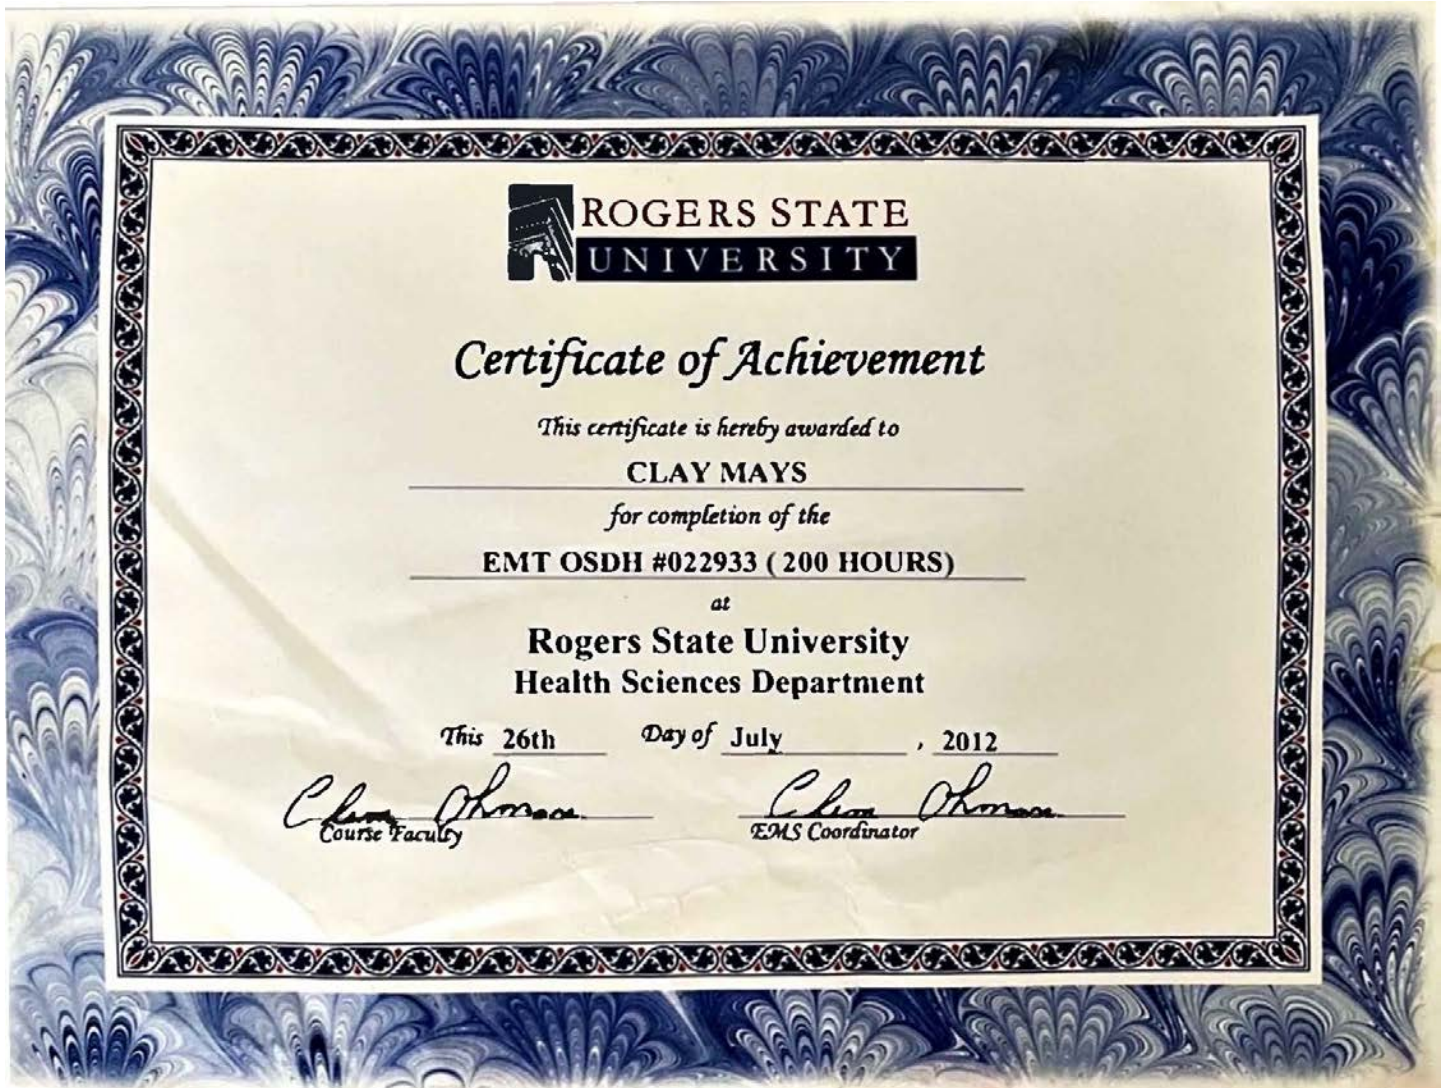 ROGERS STATE
UNIVERSITY
Certificate of Achievement
This certificate is hereby awarded to
CLAY MAYS
for completion of the
EMT OSDH #022933 ( 200 HOURS)
at
Rogers State University
Health Sciences Department
This 26th Day of July , 2012
Course Faculty EMS Coordinator